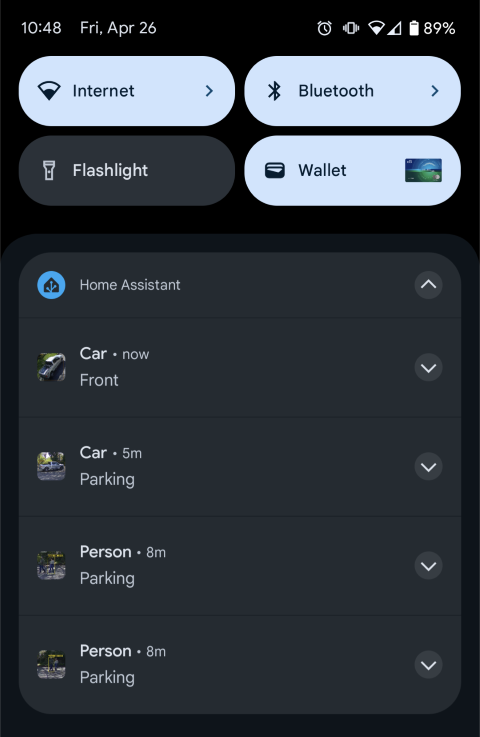 10:48 Fri, Apr 26 89%
Internet
Bluetooth
Flashlight
Wallet
Home Assistant
Car • now
Front
Car • 5m
Parking
Person • 8m
Parking
Person • 8m
Parking